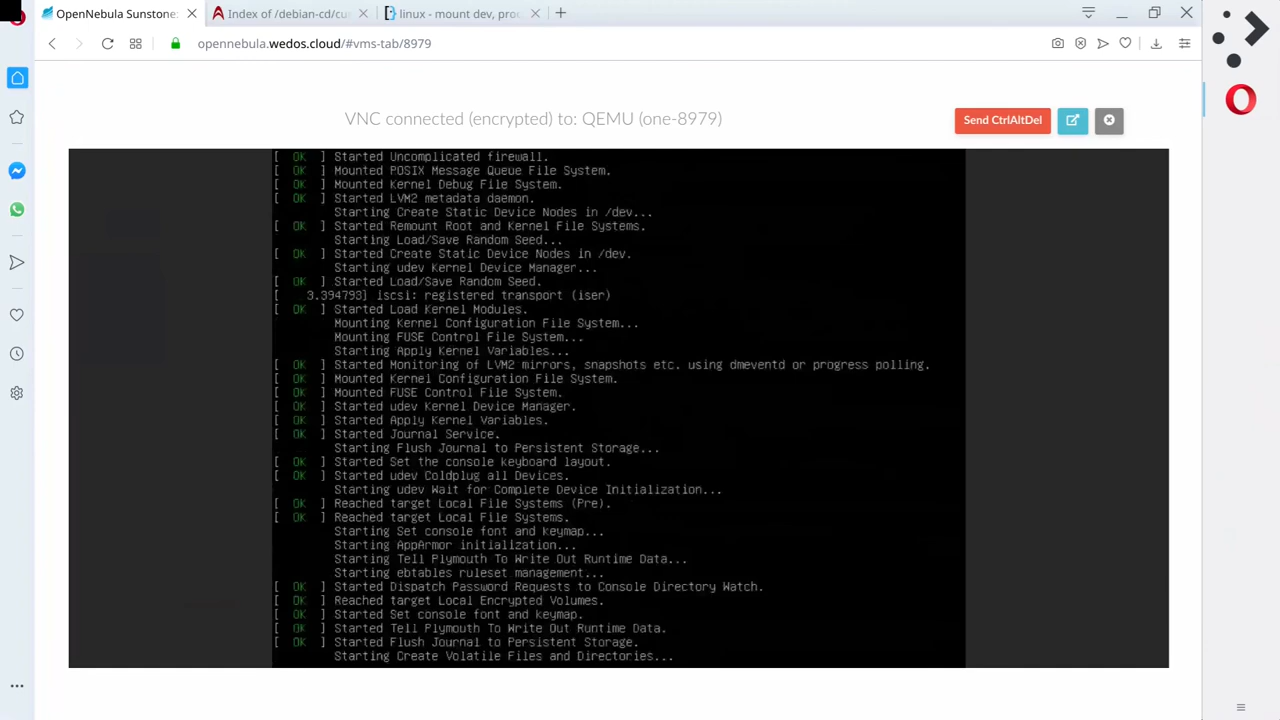 OpenNebula Sunstone:
Index of /debian-cd/cu
linux - mount dev, proc
opennebula.wedos.cloud/#vms-tab/8979
VNC connected (encrypted) to: QEMU (one-8979)
Send CtrlAltDel
[ OK ] Started Uncomplicated firewall.
[ OK ] Mounted POSIX Message Queue File System.
[ OK ] Mounted Kernel Debug File System.
[ OK ] Started LVM2 metadata daemon.
Starting Create Static Device Nodes in /dev...
[ OK ] Started Remount Root and Kernel File Systems.
Starting Load/Save Random Seed...
[ OK ] Started Create Static Device Nodes in /dev.
Starting udev Kernel Device Manager...
[ OK ] Started Load/Save Random Seed.
[ 3.394793] iscsi: registered transport (iser)
[ OK ] Started Load Kernel Modules.
Mounting Kernel Configuration File System...
Mounting FUSE Control File System...
Starting Apply Kernel Variables...
[ OK ] Started Monitoring of LVM2 mirrors, snapshots etc. using dmeventd or progress polling.
[ OK ] Mounted Kernel Configuration File System.
[ OK ] Mounted FUSE Control File System.
[ OK ] Started udev Kernel Device Manager.
[ OK ] Started Apply Kernel Variables.
[ OK ] Started Journal Service.
Starting Flush Journal to Persistent Storage...
[ OK ] Started Set the console keyboard layout.
[ OK ] Started udev Coldplug all Devices.
Starting udev Wait for Complete Device Initialization...
[ OK ] Reached target Local File Systems (Pre).
[ OK ] Reached target Local File Systems.
Starting Set console font and keymap...
Starting AppArmor initialization...
Starting Tell Plymouth To Write Out Runtime Data...
Starting ebtables ruleset management...
[ OK ] Started Dispatch Password Requests to Console Directory Watch.
[ OK ] Reached target Local Encrypted Volumes.
[ OK ] Started Set console font and keymap.
[ OK ] Started Tell Plymouth To Write Out Runtime Data.
[ OK ] Started Flush Journal to Persistent Storage.
Starting Create Volatile Files and Directories...